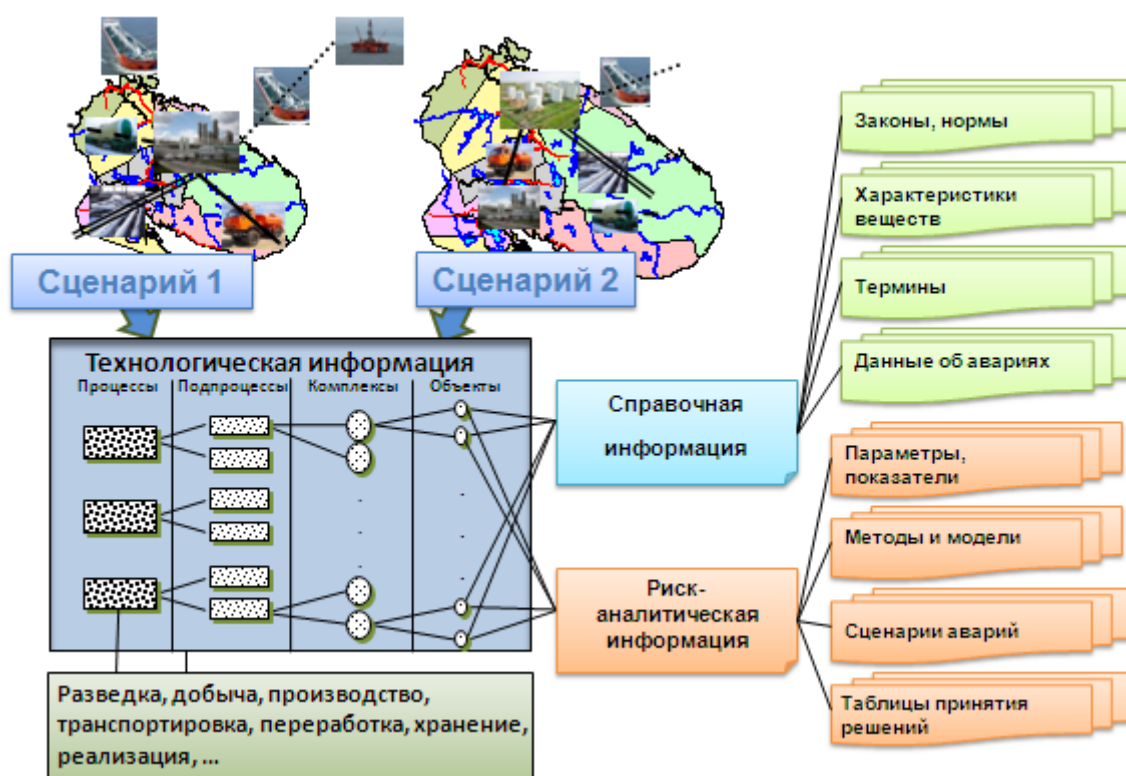 Сценарий 1
Сценарий 2
Технологическая информация
Процессы
Подпроцессы
Комплексы
Объекты
Разведка, добыча, производство,
транспортировка, переработка, хранение,
реализация, ...
Справочная
информация
Риск-
аналитическая
информация
Законы, нормы
Характеристики
веществ
Термины
Данные об авариях
Параметры,
показатели
Методы и модели
Сценарии аварий
Таблицы принятия
решений